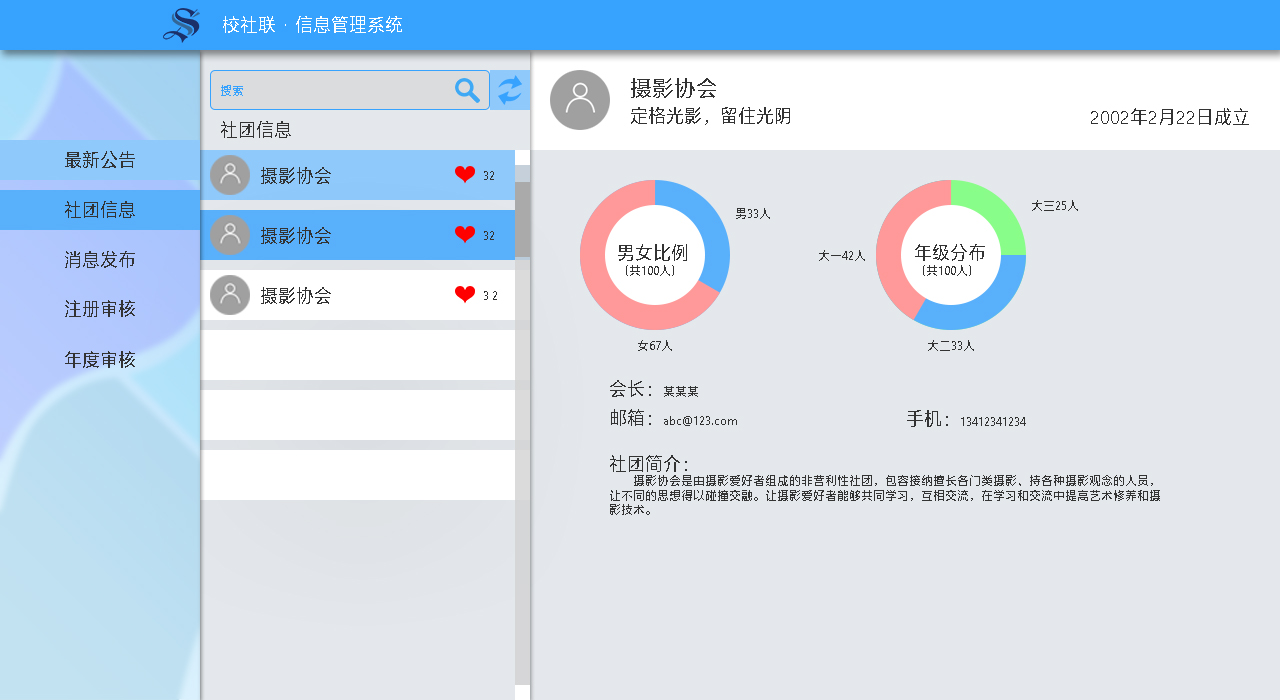 校社联 · 信息管理系统
最新公告
社团信息
消息发布
注册审核
年度审核
搜索
社团信息
摄影协会 32
摄影协会 32
摄影协会 3 2
摄影协会
定格光影，留住光阴
2002年2月22日成立
男33人
男女比例
(共100人)
女67人
大三25人
大一42人
年级分布
(共100人)
大二33人
会长：某某某
邮箱：abc@123.com
手机：13412341234
社团简介：
摄影协会是由摄影爱好者组成的非营利性社团，包容接纳擅长各门类摄影、持各种摄影观念的人员，
让不同的思想得以碰撞交融。让摄影爱好者能够共同学习，互相交流，在学习和交流中提高艺术修养和摄
影技术。